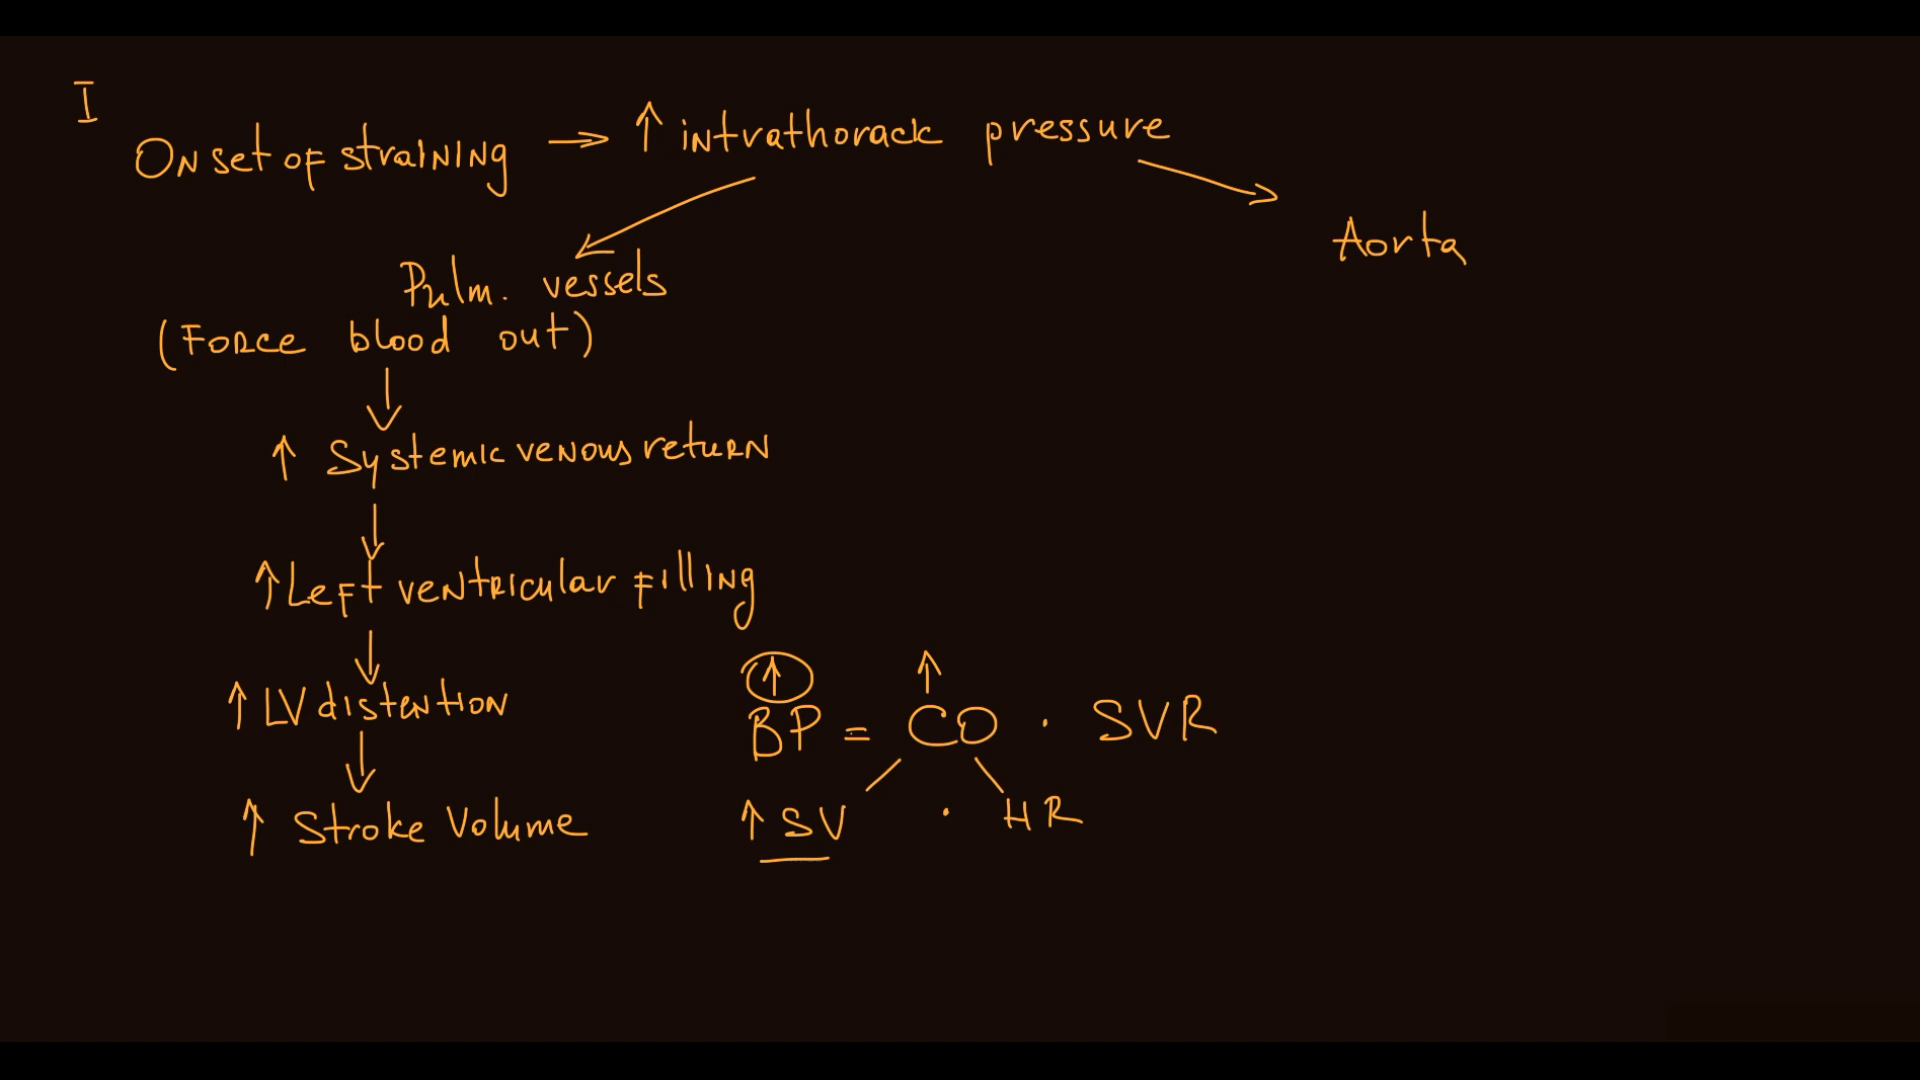 I
Onset of straining → ↑ intrathorack pressure
Aorta
Pulm. vessels
(Force blood out)
↑ Systemic venous return
↑ Left ventricular filling
↑ LV distention
↑ Stroke Volume
↑ ↑
BP = CO · SVR
↑ SV · HR